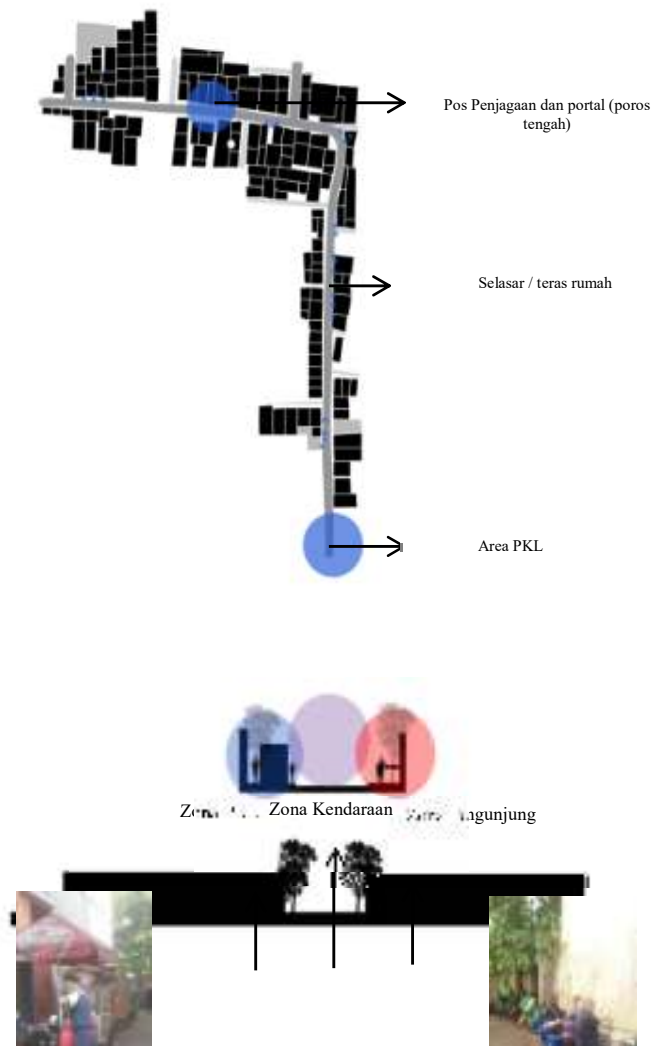 Pos Penjagaan dan portal (poros
tengah)
Selasar / teras rumah
Area PKL
Zona Kendaraan